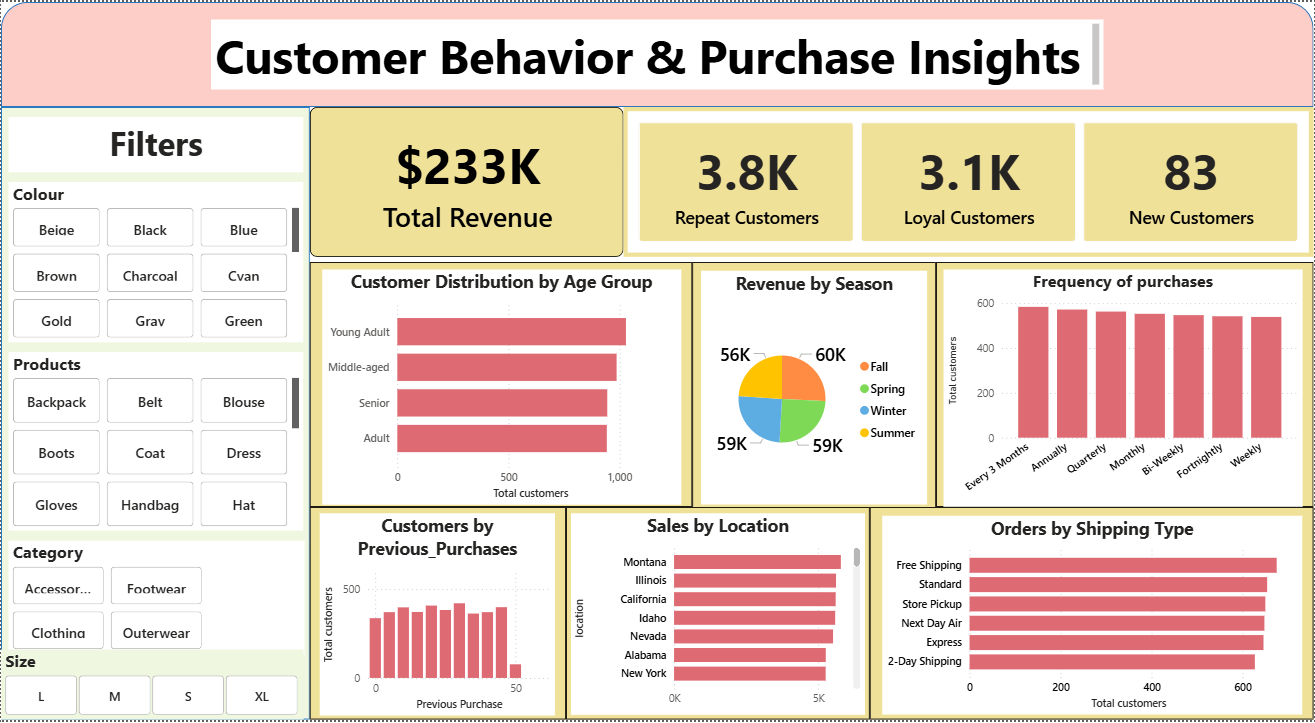 Customer Behavior & Purchase Insights
Filters
Colour
Beige
Black
Blue
Brown
Charcoal
Cyan
Gold
Gray
Green
Products
Backpack
Belt
Blouse
Boots
Coat
Dress
Gloves
Handbag
Hat
Category
Accessor...
Footwear
Clothing
Outerwear
Size
L
M
S
XL
$233K
Total Revenue
3.8K
Repeat Customers
3.1K
Loyal Customers
83
New Customers
Customer Distribution by Age Group
Young Adult
Middle-aged
Senior
Adult
0
500
1,000
Total customers
Revenue by Season
56K
60K
59K
59K
Fall
Spring
Winter
Summer
Frequency of purchases
Total customers
600
400
200
0
Every 3 Months
Annually
Quarterly
Monthly
Bi-Weekly
Fortnightly
Weekly
Customers by
Previous_Purchases
Total customers
500
0
0
50
Previous Purchase
Sales by Location
location
Montana
Illinois
California
Idaho
Nevada
Alabama
New York
0K
5K
Orders by Shipping Type
Free Shipping
Standard
Store Pickup
Next Day Air
Express
2-Day Shipping
0
200
400
600
Total customers